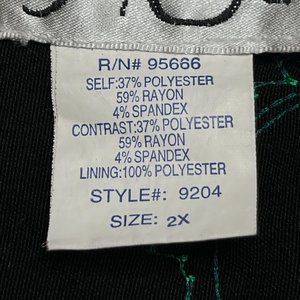 R/N# 95666
SELF:37% POLYESTER
59% RAYON
4% SPANDEX
CONTRAST:37% POLYESTER
59% RAYON
4% SPANDEX
LINING:100% POLYESTER
STYLE#: 9204
SIZE: 2X